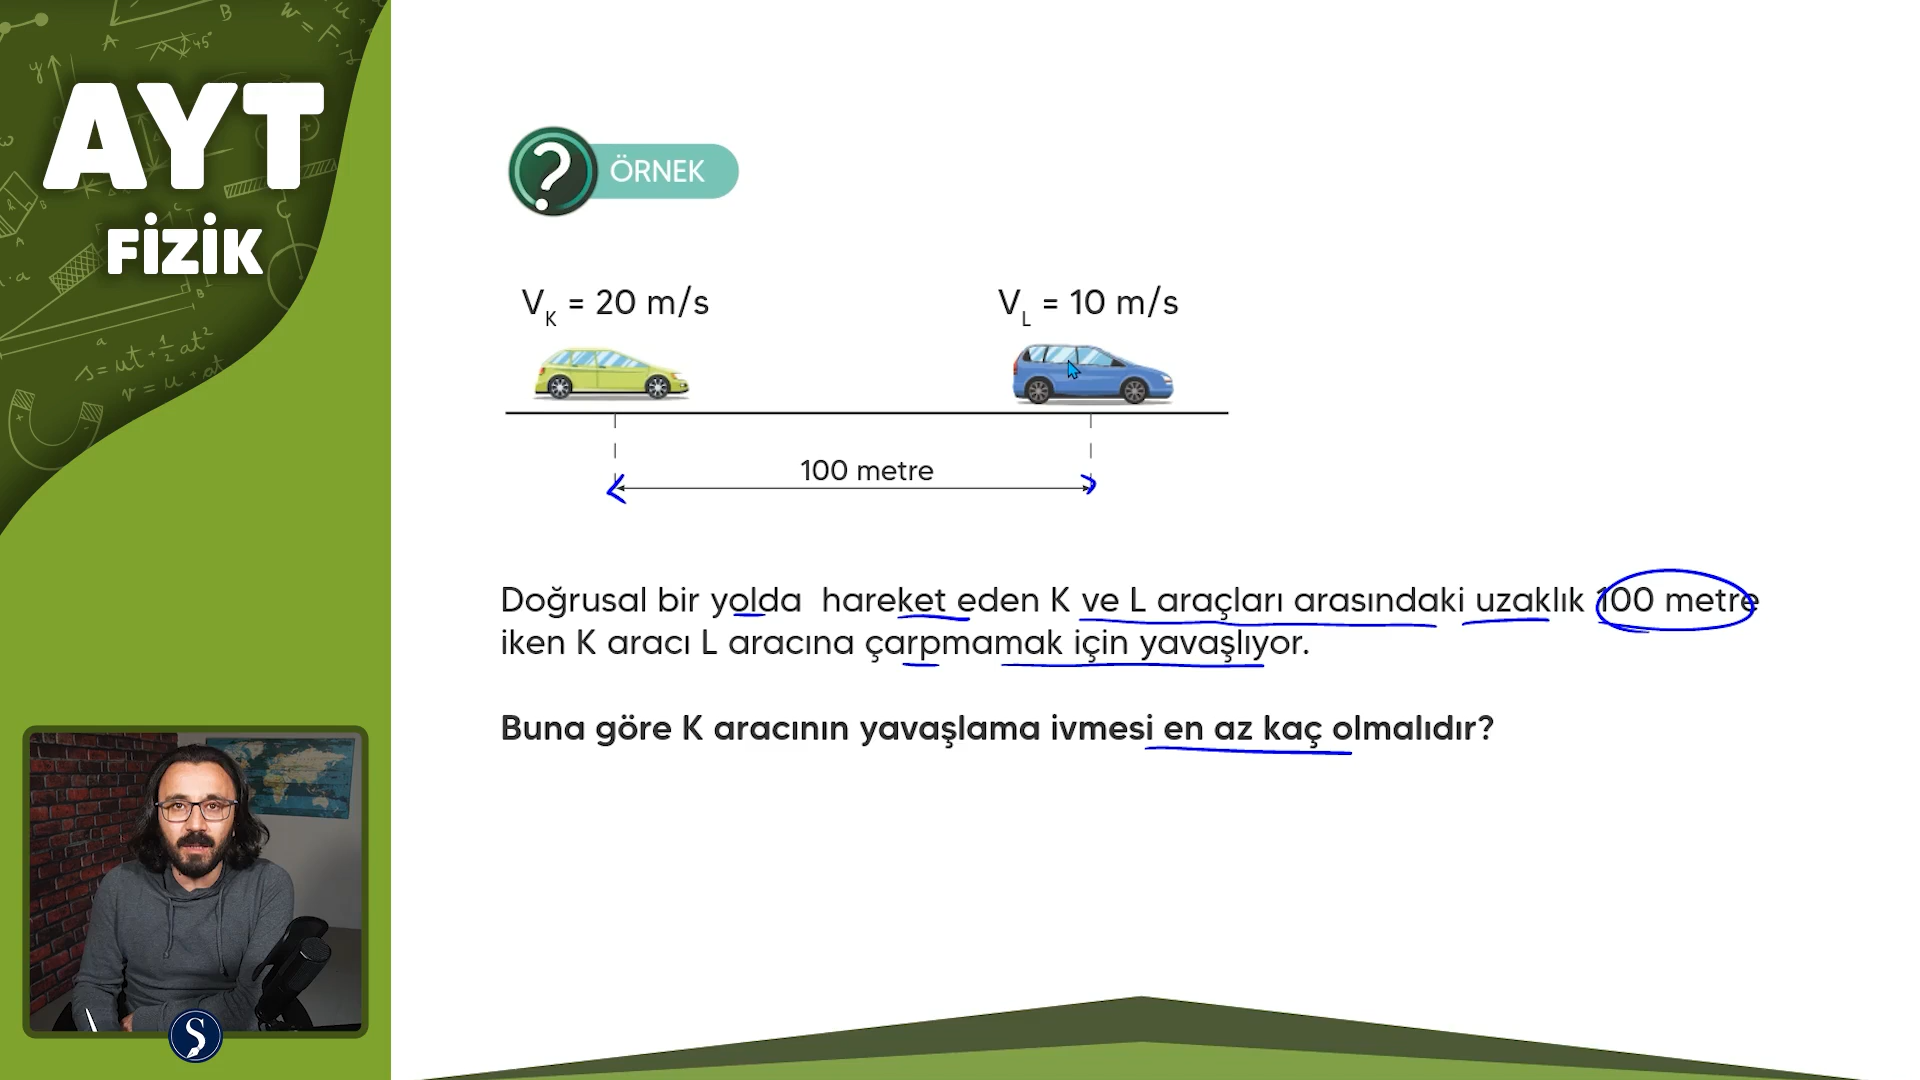 AYT
FİZİK
ÖRNEK
V_K = 20 m/s
V_L = 10 m/s
100 metre
Doğrusal bir yolda hareket eden K ve L araçları arasındaki uzaklık 100 metre
iken K aracı L aracına çarpmamak için yavaşlıyor.
Buna göre K aracının yavaşlama ivmesi en az kaç olmalıdır?